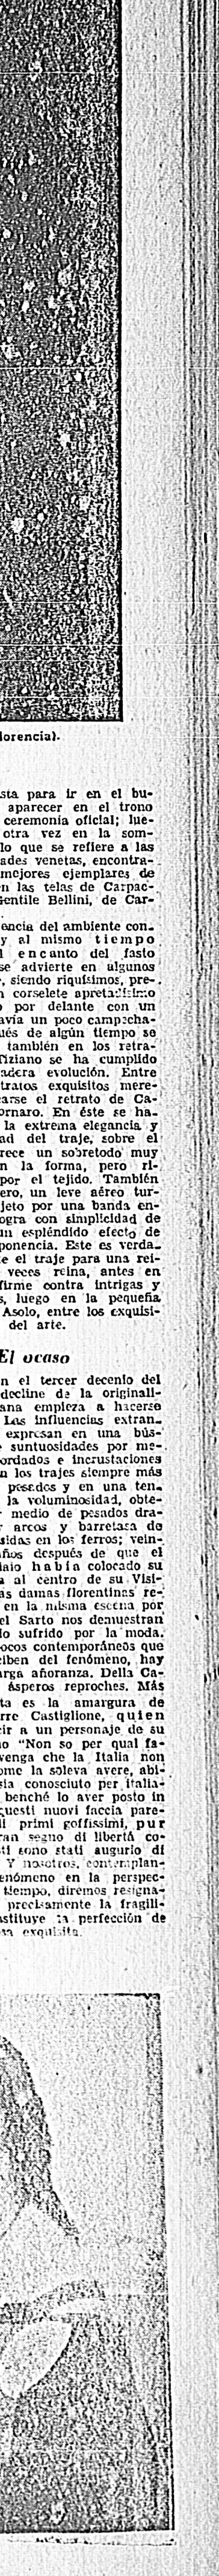 lorencia).
sta para ir en el bu-
aparecer en el trono
ceremonia oficial; lue-
otra vez en la som-
lo que se refiere a las
ades venetas, encontra-
mejores ejemplares de
n las telas de Carpac-
Gentile Bellini, de Car-
encia del ambiente con-
y al mismo tiempo
l encanto del fasto
se advierte en algunos
, siendo riquísimos, pre-
n corselete apretadísimo
o por delante con un
avía un poco campecha-
ués de algún tiempo se
también en los retra-
Tiziano se ha cumplido
adera evolución. Entre
tratos exquisitos mere-
arse el retrato de Ca-
ornaro. En éste se ha-
la extrema elegancia y
ad del traje, sobre el
rece un sobretodo muy
n la forma, pero ri-
por el tejido. También
ero, un leve aéreo tur-
jeto por una banda en-
ogra con simplicidad de
un espléndido efecto de
ponencia. Este es verda-
e el traje para una rei-
veces reina, antes en
firme contra intrigas y
s, luego en la pequeña
Asolo, entre los exquisi-
del arte.
El ocaso
n el tercer decenio del
decline de la originali-
ana empieza a hacerse
Las influencias extran-
expresan en una bús-
suntuosidades por me-
ordados e incrustaciones
n los trajes siempre más
pesados y en una ten-
la voluminosidad, obte-
medio de pesados dra-
arcos y barretasa de
sidas en los ferros; vein-
ños después de que el
daio había colocado su
a al centro de su Visi-
as damas florentinas re-
en la misma escena por
el Sarto nos demuestran
lo sufrido por la moda.
ocos contemporáneos que
ciben del fenómeno, hay
arga añoranza. Della Ca-
ásperos reproches. Más
ta es la amargura de
rre Castiglione, quien
cir a un personaje de su
o "Non so per qual fa-
venga che la Italia non
ome la soleva avere, abi-
sia conosciuto per italia-
benché lo aver posto in
questi nuovi faccia pare-
li primi goffissimi, pur
ran segno di libertá co-
ti sono stati augurio di
Y nosotros, contemplan-
enómeno en la perspec-
tiempo, diremos resigna-
precisamente la fragili-
stituye la perfección de
sa exquisita.